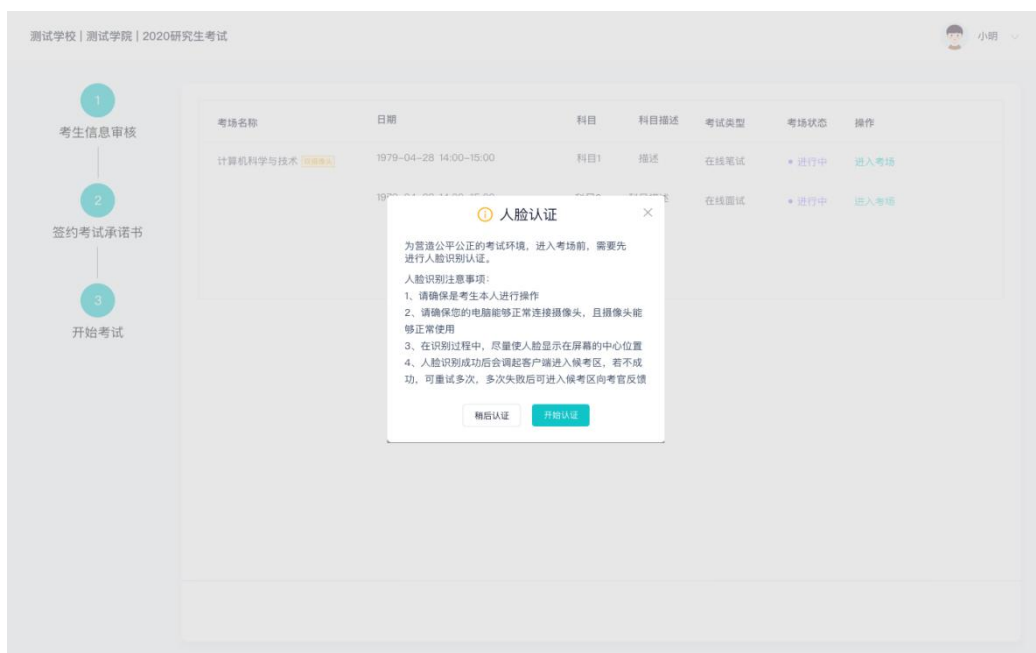 测试学校 | 测试学院 | 2020研究生考试
小明
1
考生信息审核
2
签约考试承诺书
3
开始考试
考场名称 日期 科目 科目描述 考试类型 考场状态 操作
计算机科学与技术 1979-04-28 14:00-15:00 科目1 描述 在线笔试 进行中 进入考场
在线面试 进行中 进入考场
人脸认证
为营造公平公正的考试环境，进入考场前，需要先
进行人脸识别认证。
人脸识别注意事项：
1、请确保是考生本人进行操作
2、请确保您的电脑能够正常连接摄像头，且摄像头能
够正常使用
3、在识别过程中，尽量使人脸显示在屏幕的中心位置
4、人脸识别成功后会调起客户端进入候考区，若不成
功，可重试多次，多次失败后可进入候考区向考官反馈
稍后认证 开始认证